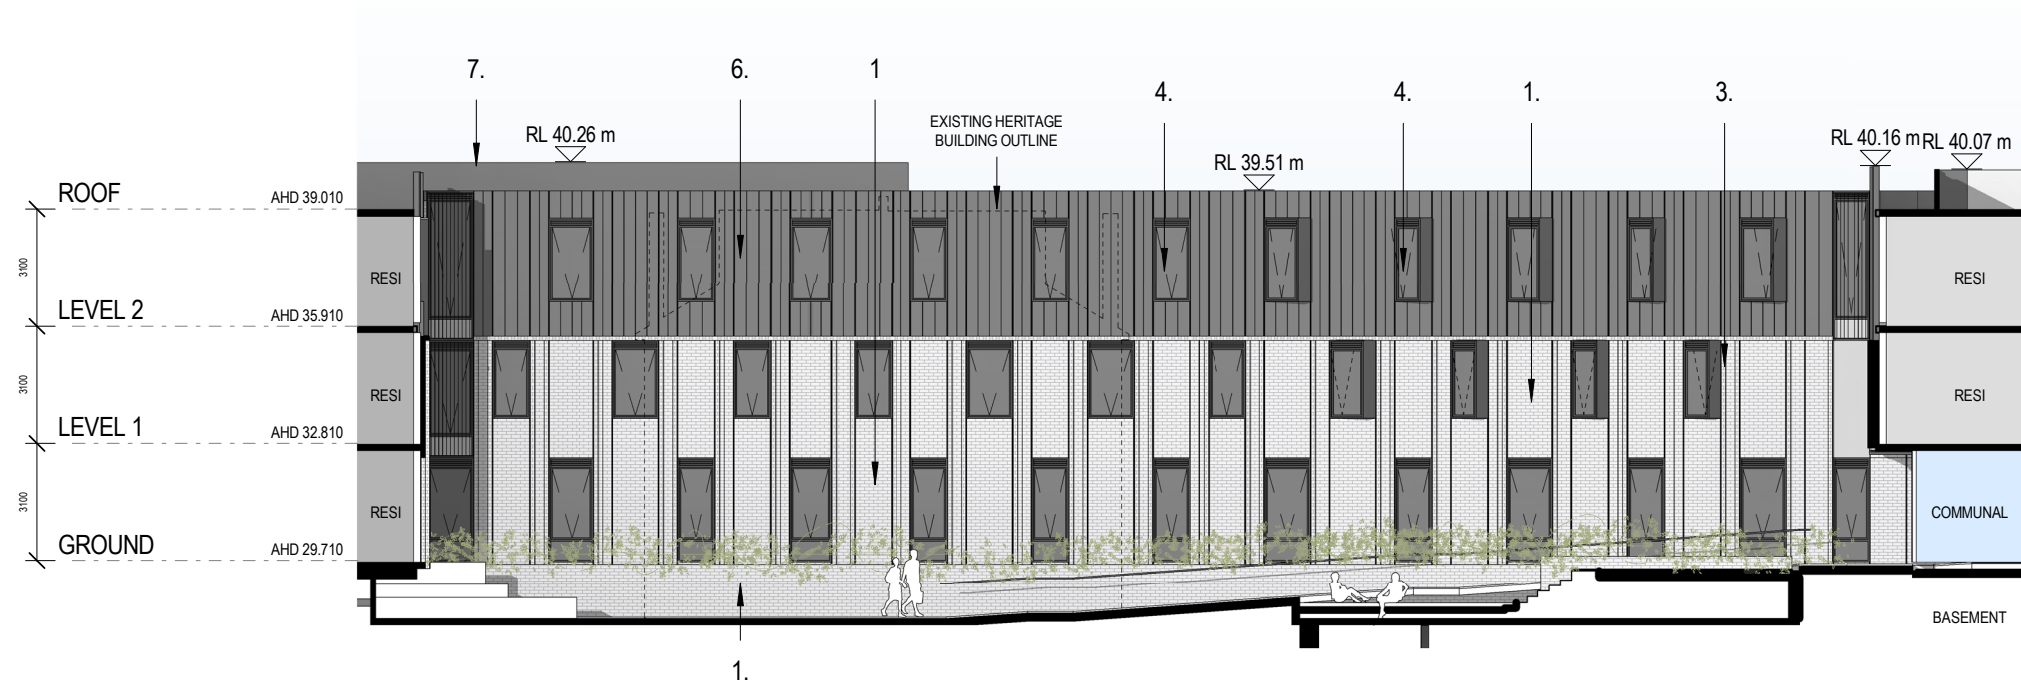 7.
6.
1
4.
4.
1.
3.
EXISTING HERITAGE
BUILDING OUTLINE
RL 40.26 m
RL 39.51 m
RL 40.16 m
RL 40.07 m
ROOF
AHD 39.010
3100
RESI
RESI
LEVEL 2
AHD 35.910
3100
RESI
RESI
LEVEL 1
AHD 32.810
3100
RESI
COMMUNAL
GROUND
AHD 29.710
BASEMENT
1.